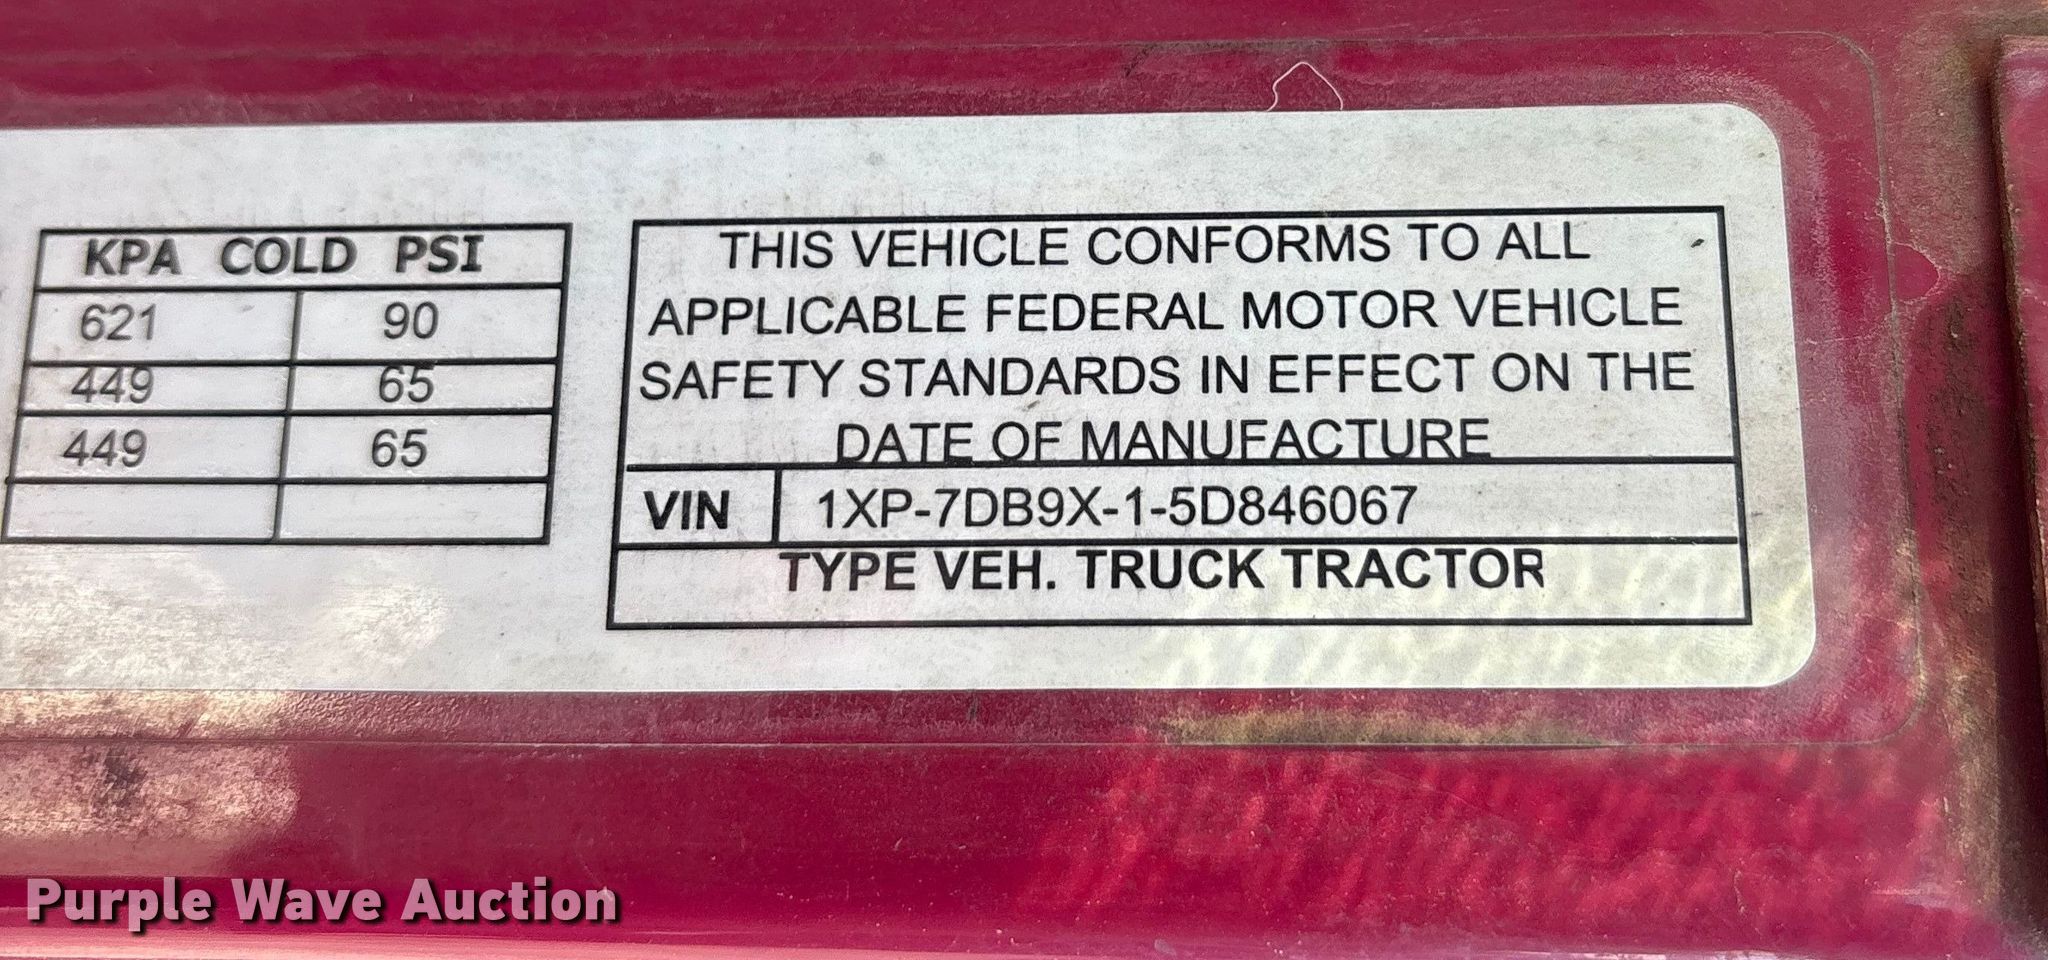 KPA COLD PSI
621 90
449 65
449 65
THIS VEHICLE CONFORMS TO ALL
APPLICABLE FEDERAL MOTOR VEHICLE
SAFETY STANDARDS IN EFFECT ON THE
DATE OF MANUFACTURE
VIN 1XP-7DB9X-1-5D846067
TYPE VEH. TRUCK TRACTOR
Purple Wave Auction